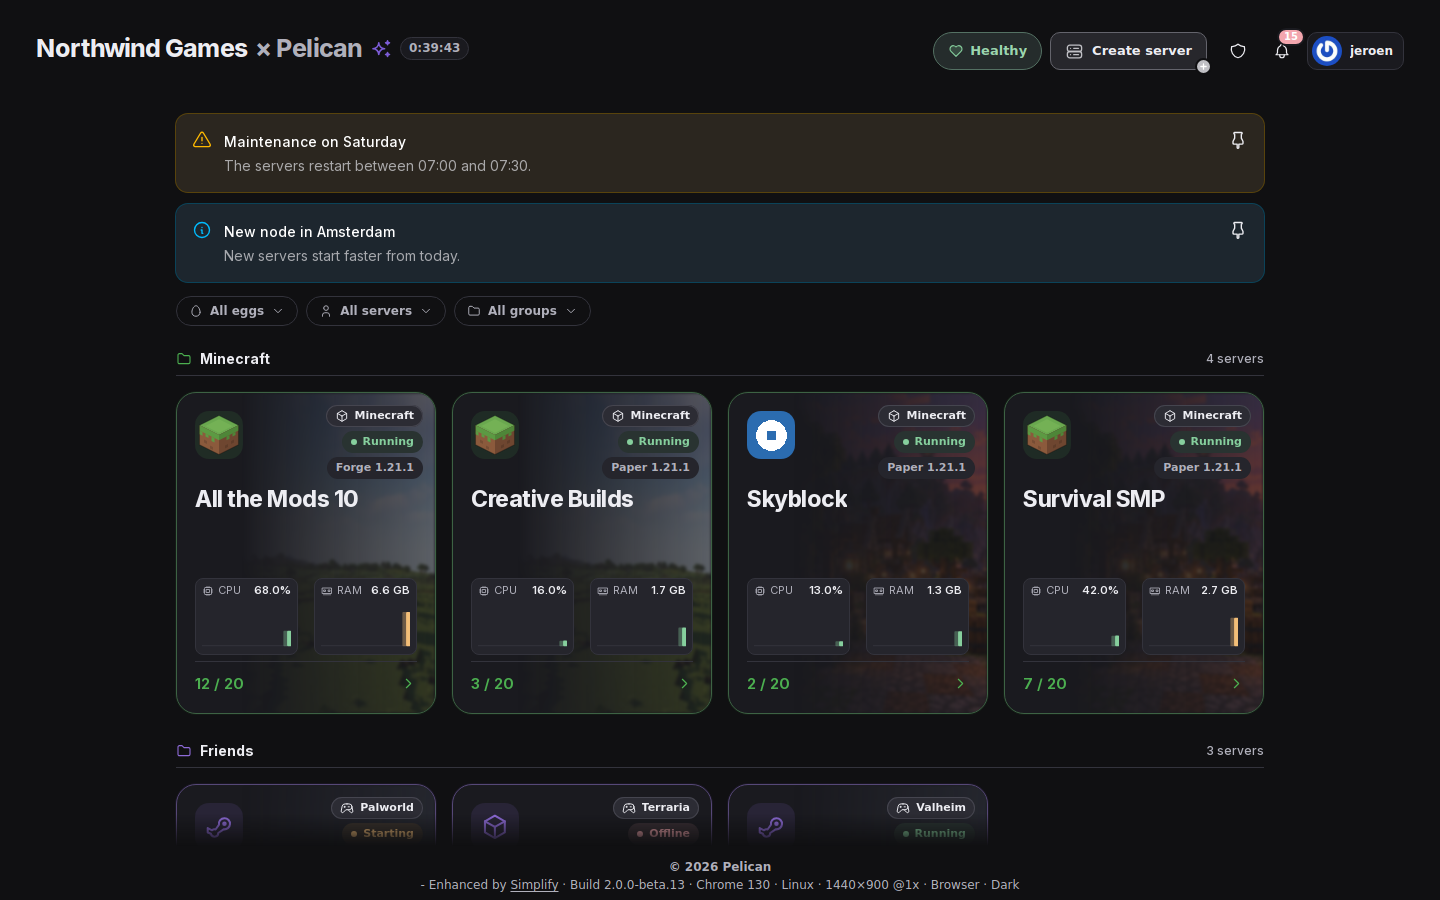 Northwind Games × Pelican 0:39:43
Healthy
Create server
15
jeroen
Maintenance on Saturday
The servers restart between 07:00 and 07:30.
New node in Amsterdam
New servers start faster from today.
All eggs
All servers
All groups
Minecraft
4 servers
Minecraft
Running
Forge 1.21.1
All the Mods 10
CPU 68.0%
RAM 6.6 GB
12 / 20
Minecraft
Running
Paper 1.21.1
Creative Builds
CPU 16.0%
RAM 1.7 GB
3 / 20
Minecraft
Running
Paper 1.21.1
Skyblock
CPU 13.0%
RAM 1.3 GB
2 / 20
Minecraft
Running
Paper 1.21.1
Survival SMP
CPU 42.0%
RAM 2.7 GB
7 / 20
Friends
3 servers
Palworld
Starting
Terraria
Offline
Valheim
Running
© 2026 Pelican
- Enhanced by Simplify · Build 2.0.0-beta.13 · Chrome 130 · Linux · 1440×900 @1x · Browser · Dark